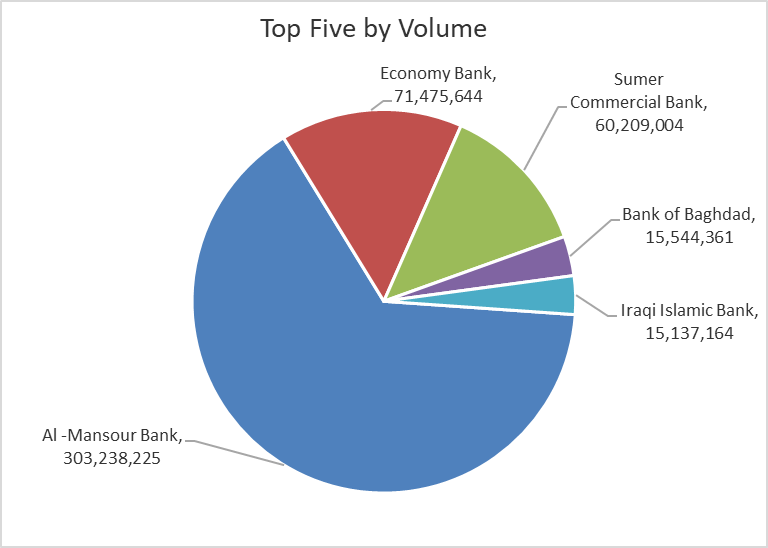 Top Five by Volume
Economy Bank,
71,475,644
Sumer
Commercial Bank,
60,209,004
Bank of Baghdad,
15,544,361
Iraqi Islamic Bank,
15,137,164
Al -Mansour Bank,
303,238,225